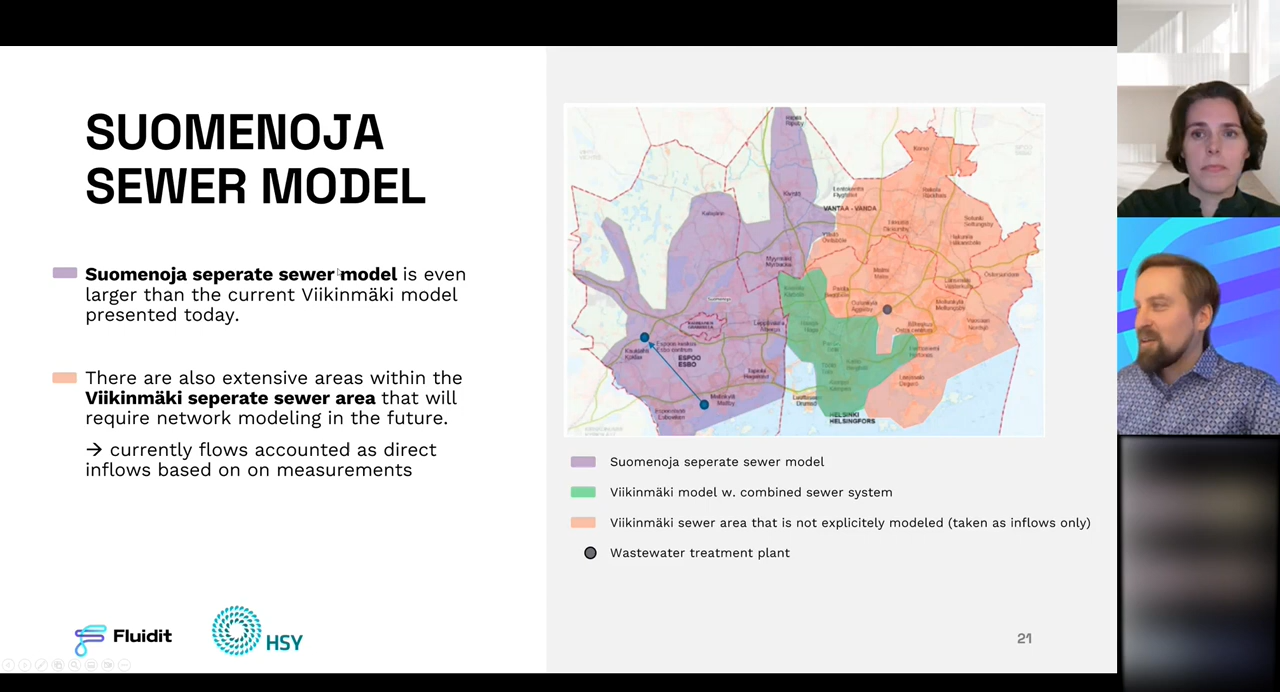 SUOMENOJA
SEWER MODEL
Suomenoja seperate sewer model is even
larger than the current Viikinmäki model
presented today.
There are also extensive areas within the
Viikinmäki seperate sewer area that will
require network modeling in the future.
→ currently flows accounted as direct
inflows based on on measurements
VANTAA - VANDA
ESPOO
ESBO
HELSINKI
HELSINGFORS
Suomenoja seperate sewer model
Viikinmäki model w. combined sewer system
Viikinmäki sewer area that is not explicitely modeled (taken as inflows only)
Wastewater treatment plant
Fluidit
HSY
21